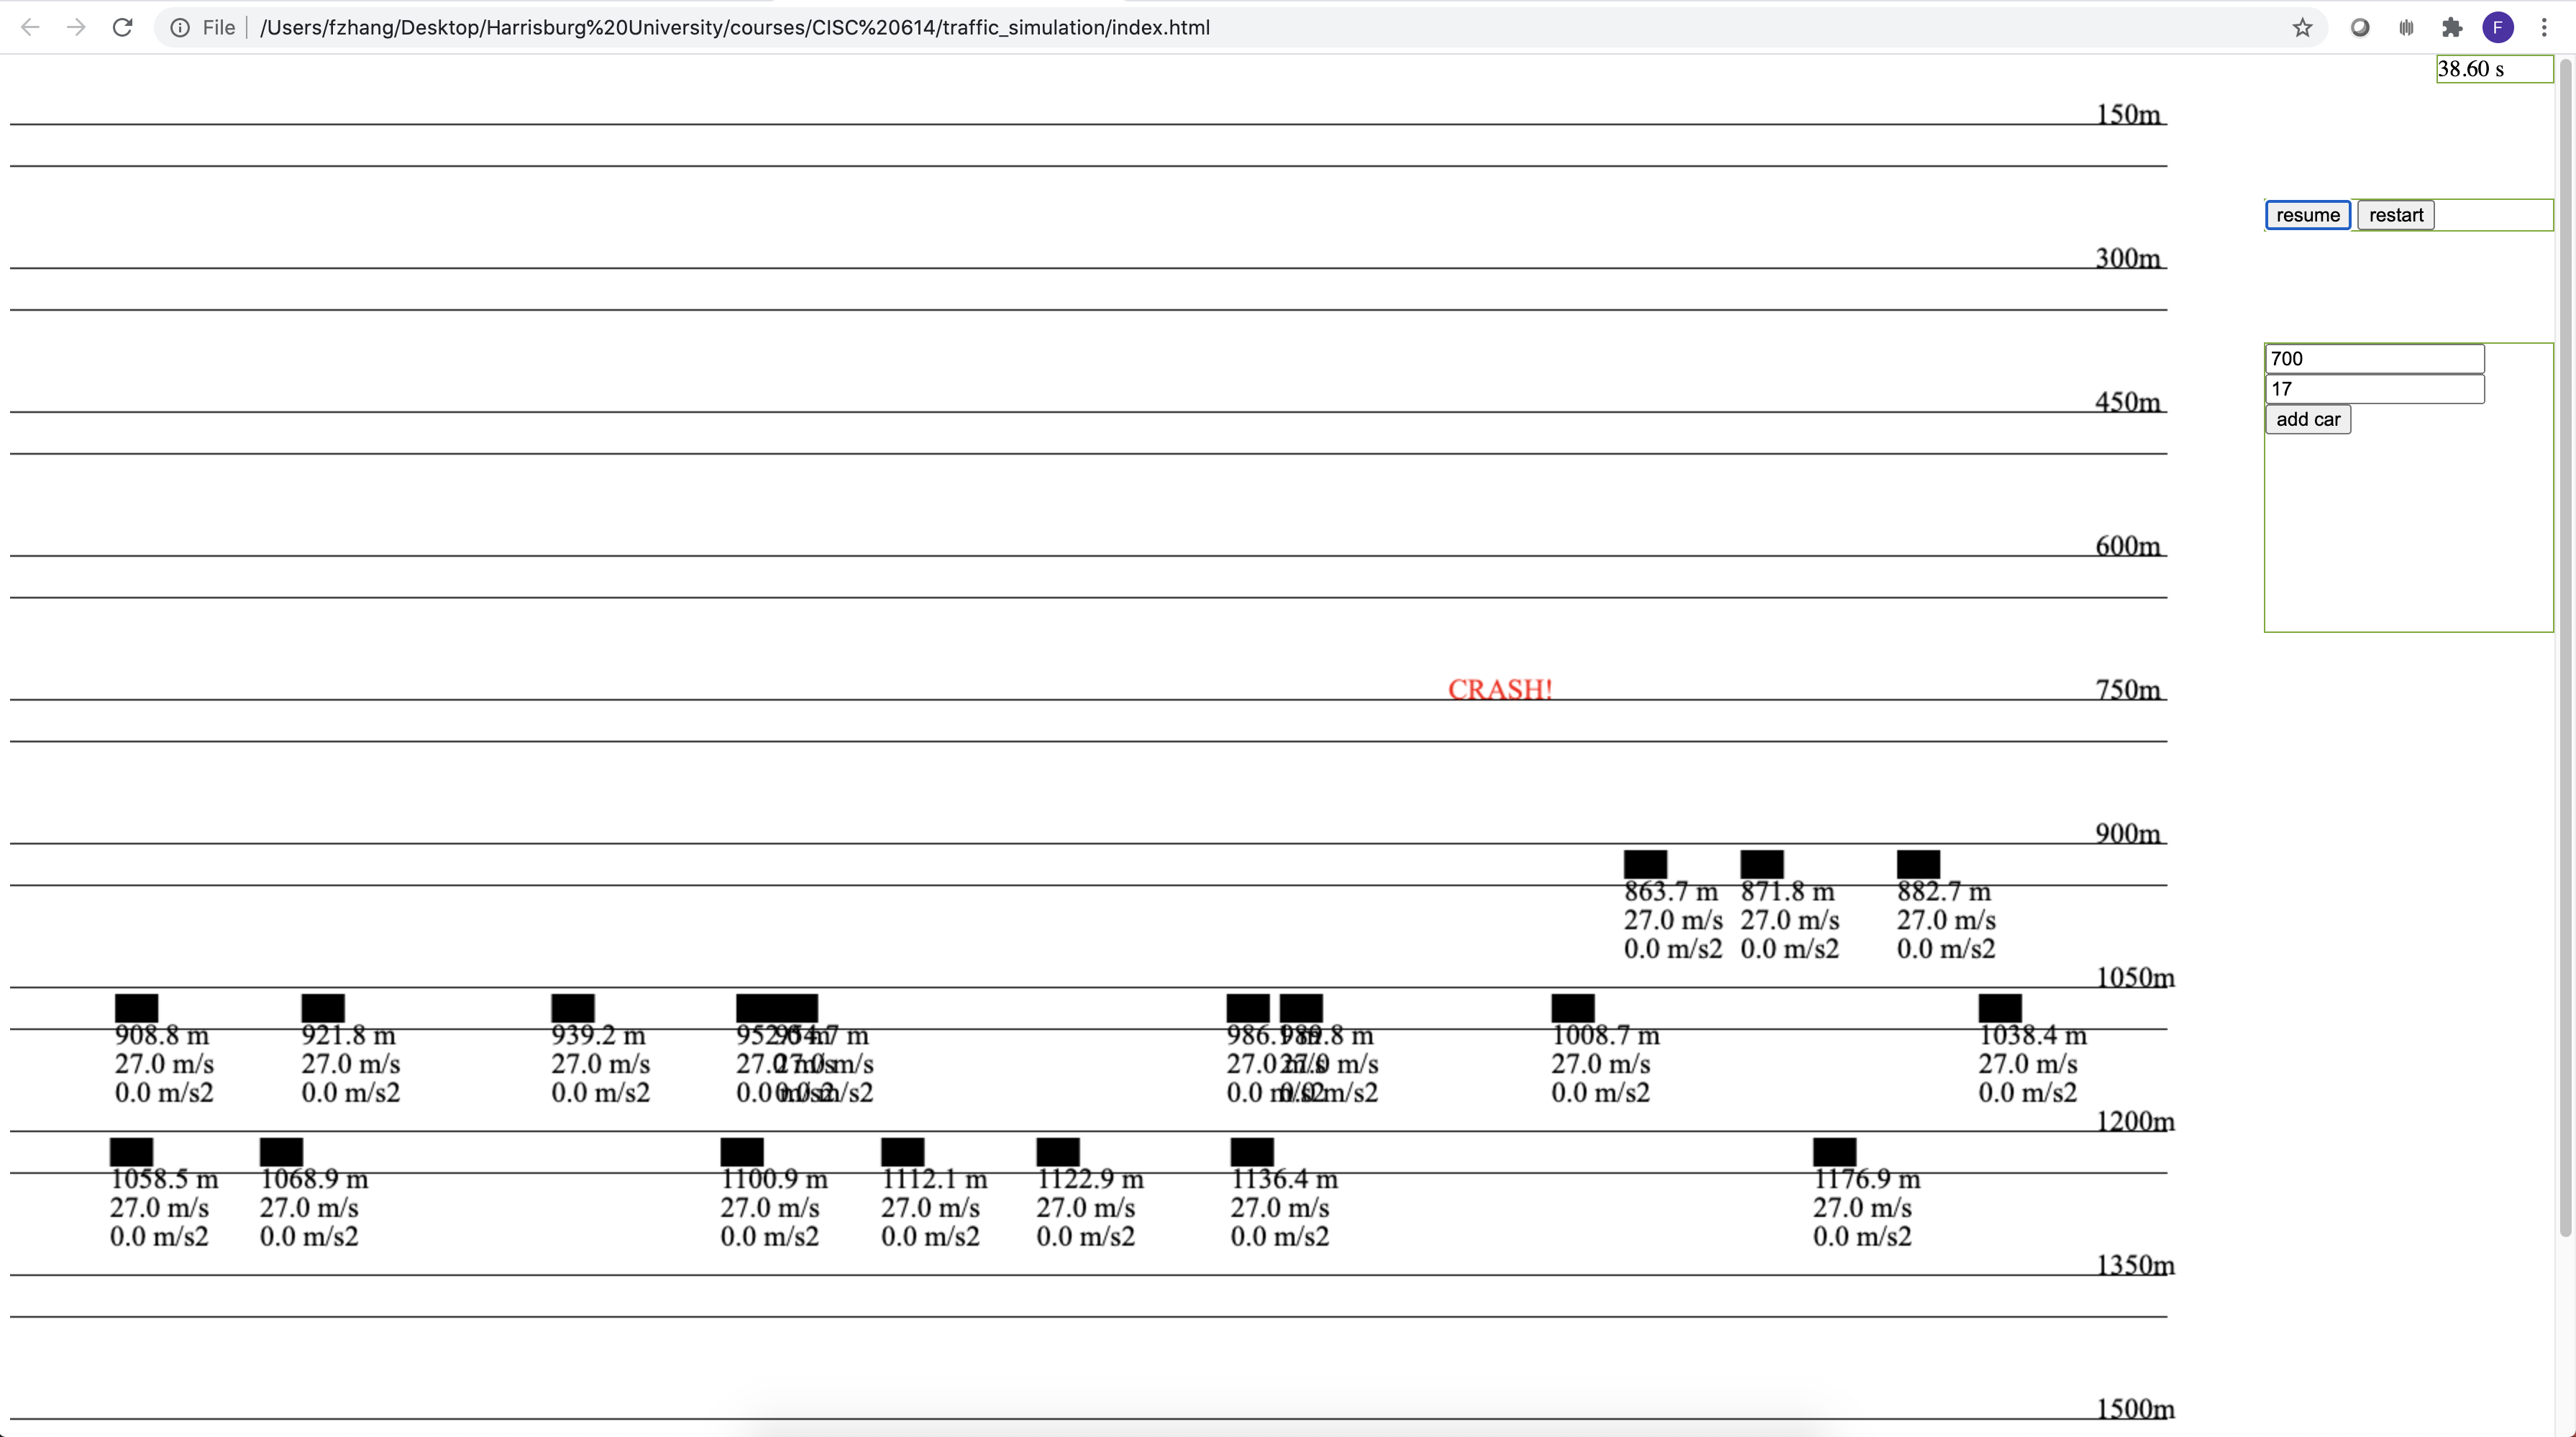 File /Users/fzhang/Desktop/Harrisburg%20University/courses/CISC%20614/traffic_simulation/index.html F
38.60 s
150m
resume restart
300m
700
450m
17
add car
600m
CRASH! 750m
900m
863.7 m 871.8 m 882.7 m
27.0 m/s 27.0 m/s 27.0 m/s
0.0 m/s2 0.0 m/s2 0.0 m/s2
1050m
908.8 m 921.8 m 939.2 m 1008.7 m 1038.4 m
27.0 m/s 27.0 m/s 27.0 m/s 27.0 m/s 27.0 m/s
0.0 m/s2 0.0 m/s2 0.0 m/s2 0.0 m/s2 0.0 m/s2
1200m
1058.5 m 1068.9 m 1100.9 m 1112.1 m 1122.9 m 1136.4 m 1176.9 m
27.0 m/s 27.0 m/s 27.0 m/s 27.0 m/s 27.0 m/s 27.0 m/s 27.0 m/s
0.0 m/s2 0.0 m/s2 0.0 m/s2 0.0 m/s2 0.0 m/s2 0.0 m/s2 0.0 m/s2
1350m
1500m